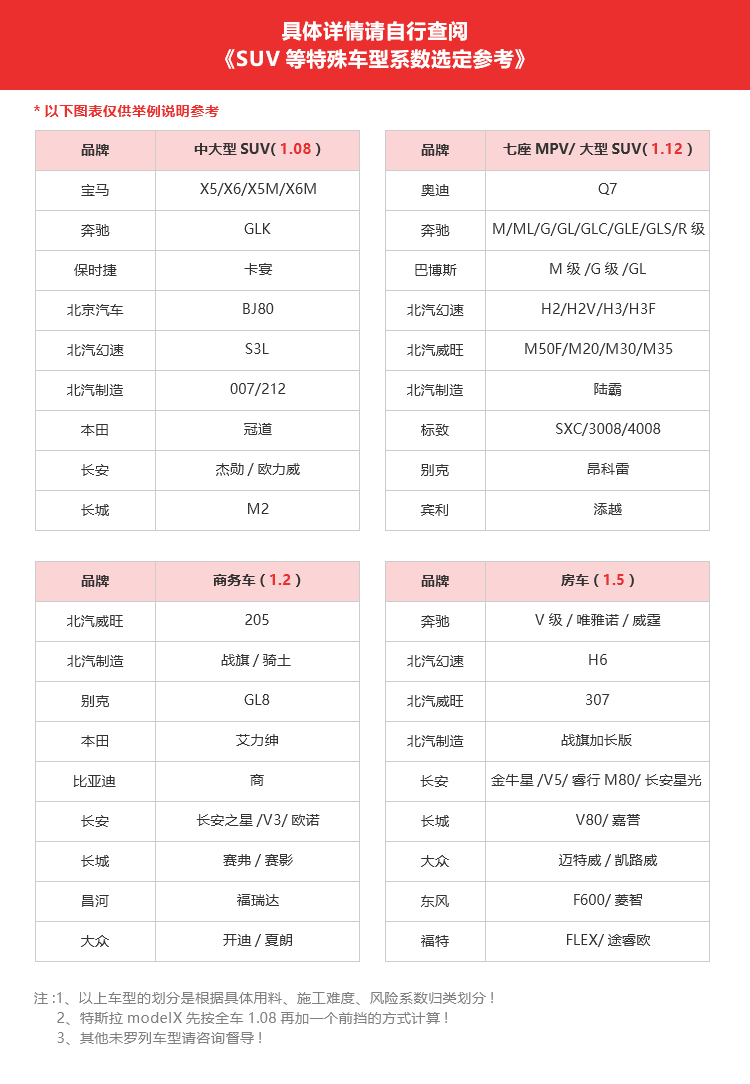 具体详情请自行查阅
《SUV 等特殊车型系数选定参考》
* 以下图表仅供举例说明参考
品牌 中大型 SUV( 1.08 )
宝马 X5/X6/X5M/X6M
奔驰 GLK
保时捷 卡宴
北京汽车 BJ80
北汽幻速 S3L
北汽制造 007/212
本田 冠道
长安 杰勋 / 欧力威
长城 M2
品牌 七座 MPV/ 大型 SUV( 1.12 )
奥迪 Q7
奔驰 M/ML/G/GL/GLC/GLE/GLS/R 级
巴博斯 M 级 /G 级 /GL
北汽幻速 H2/H2V/H3/H3F
北汽威旺 M50F/M20/M30/M35
北汽制造 陆霸
标致 SXC/3008/4008
别克 昂科雷
宾利 添越
品牌 商务车 ( 1.2 )
北汽威旺 205
北汽制造 战旗 / 骑士
别克 GL8
本田 艾力绅
比亚迪 商
长安 长安之星 /V3/ 欧诺
长城 赛弗 / 赛影
昌河 福瑞达
大众 开迪 / 夏朗
品牌 房车 ( 1.5 )
奔驰 V 级 / 唯雅诺 / 威霆
北汽幻速 H6
北汽威旺 307
北汽制造 战旗加长版
长安 金牛星 /V5/ 睿行 M80/ 长安星光
长城 V80/ 嘉誉
大众 迈特威 / 凯路威
东风 F600/ 菱智
福特 FLEX/ 途睿欧
注 :1、以上车型的划分是根据具体用料、施工难度、风险系数归类划分 !
2、特斯拉 modelX 先按全车 1.08 再加一个前挡的方式计算 !
3、其他未罗列车型请咨询督导 !